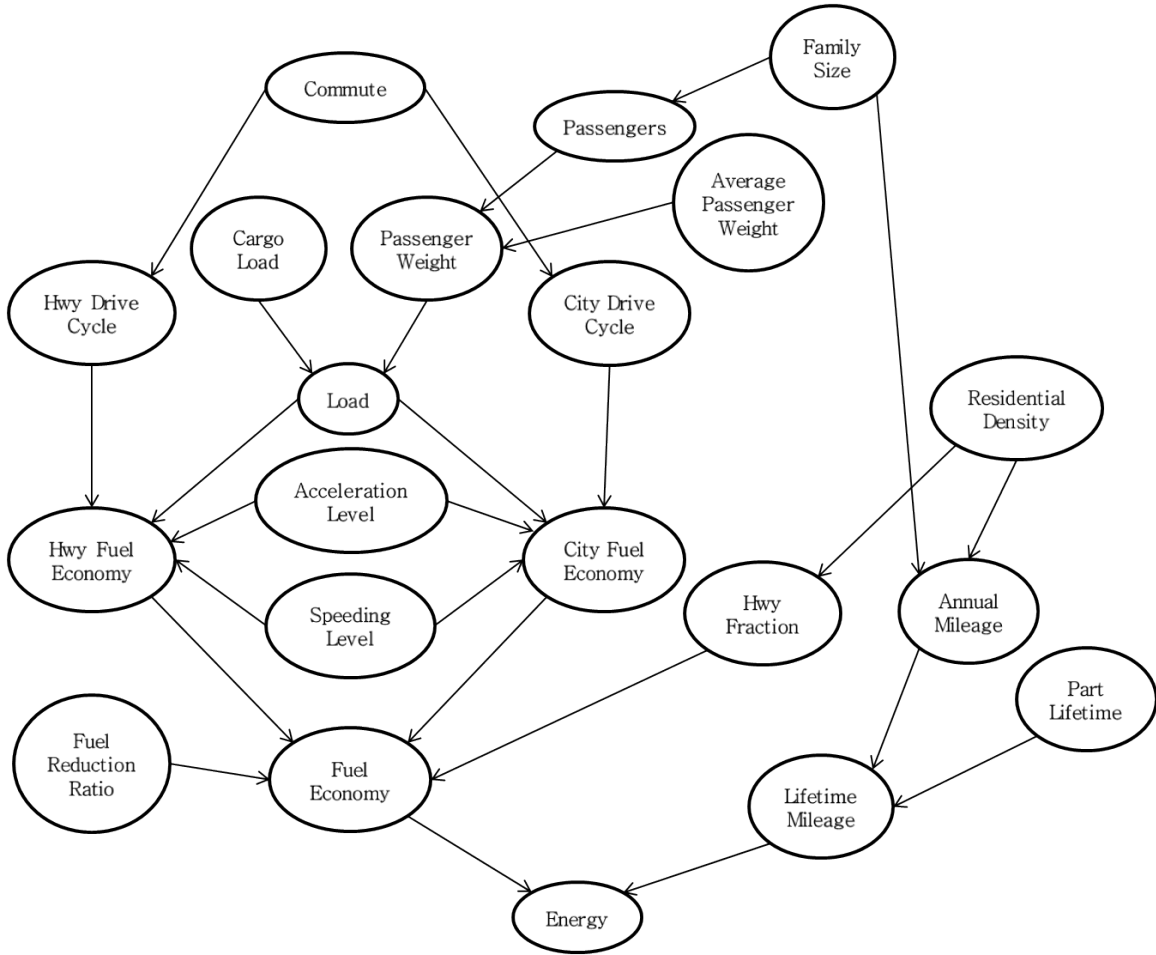 Family
Size
Commute
Passengers
Average
Passenger
Weight
Cargo
Load
Passenger
Weight
Hwy Drive
Cycle
City Drive
Cycle
Load
Residential
Density
Acceleration
Level
Hwy Fuel
Economy
City Fuel
Economy
Speeding
Level
Hwy
Fraction
Annual
Mileage
Part
Lifetime
Fuel
Reduction
Ratio
Fuel
Economy
Lifetime
Mileage
Energy